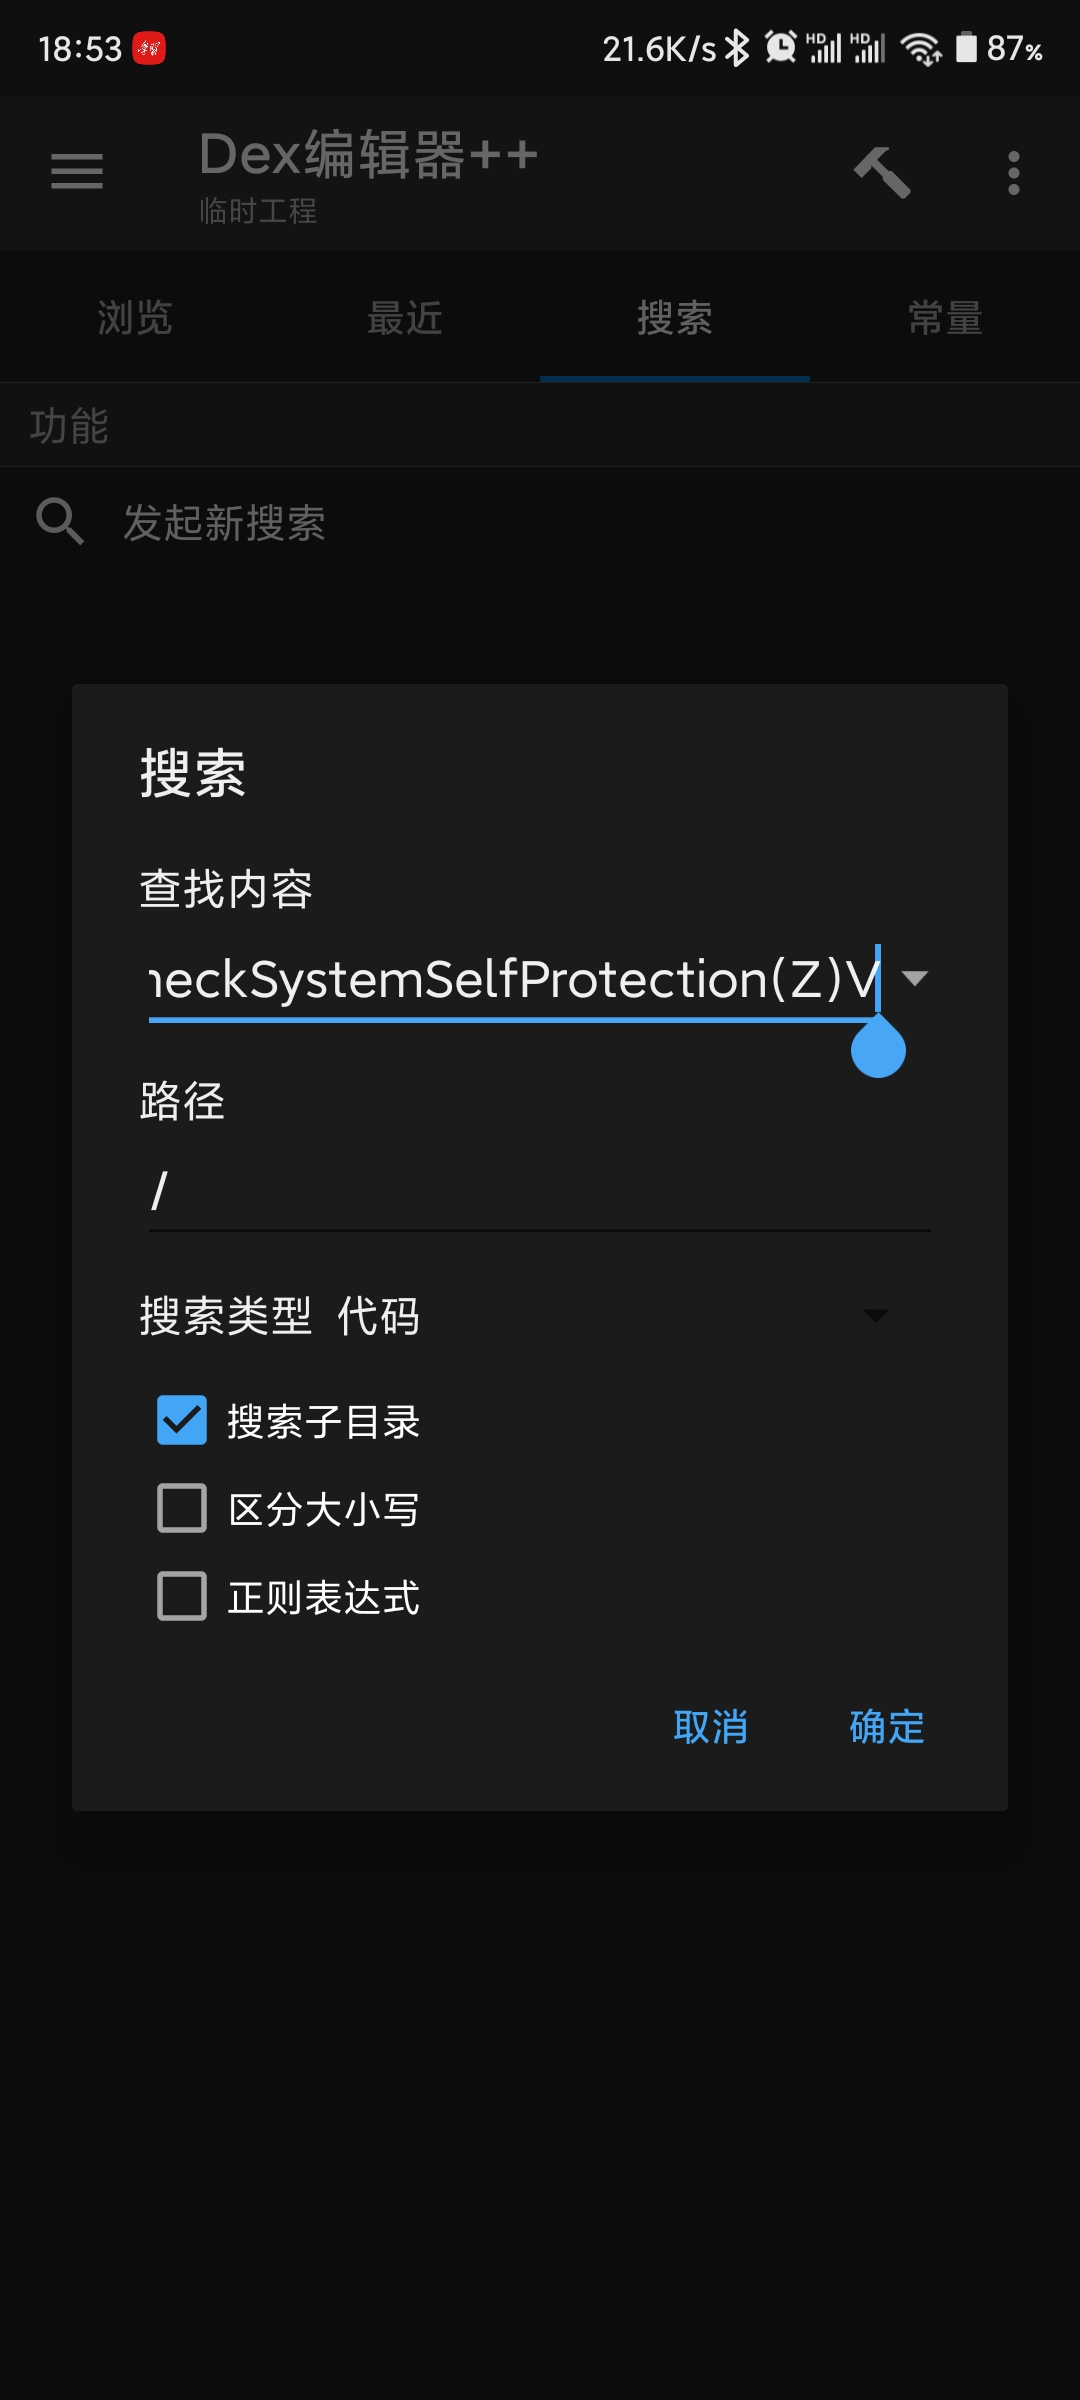 18:53 21.6K/s HD HD 87%
Dex编辑器++
临时工程
浏览 最近 搜索 常量
功能
发起新搜索
搜索
查找内容
heckSystemSelfProtection(Z)V
路径
/
搜索类型 代码
搜索子目录
区分大小写
正则表达式
取消 确定